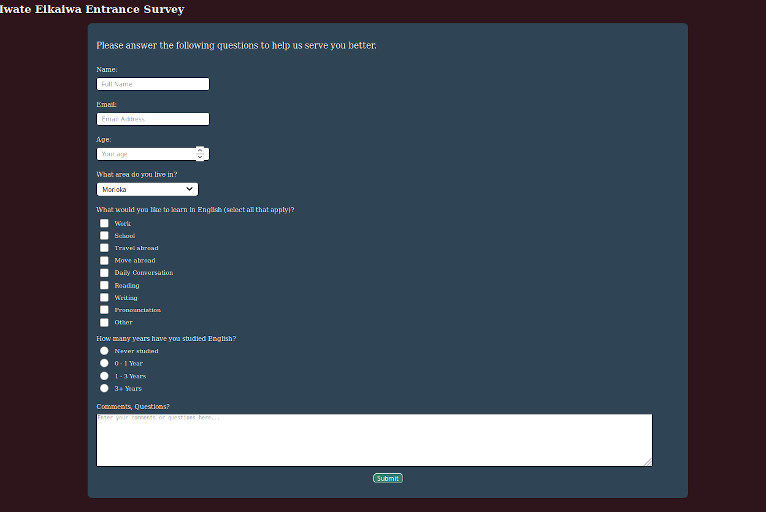 Iwate Eikaiwa Entrance Survey
Please answer the following questions to help us serve you better.
Name:
Full Name
Email:
Email Address
Age:
Your age
What area do you live in?
Morioka
What would you like to learn in English (select all that apply)?
Work
School
Travel abroad
Move abroad
Daily Conversation
Reading
Writing
Pronounciation
Other
How many years have you studied English?
Never studied
0 - 1 Year
1 - 3 Years
3+ Years
Comments, Questions?
Enter your comments or questions here...
Submit